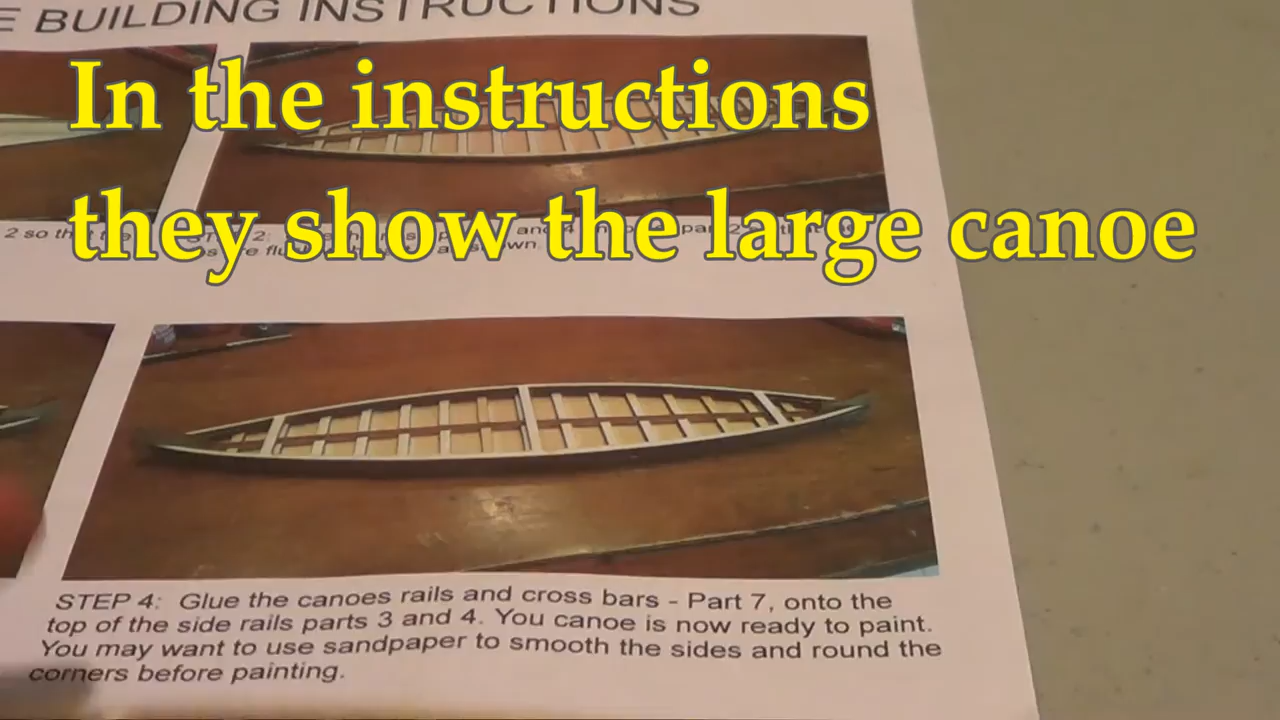 E BUILDING INSTRUCTIONS
In the instructions
they show the large canoe
2 so
STEP 4: Glue the canoes rails and cross bars - Part 7, onto the
top of the side rails parts 3 and 4. You canoe is now ready to paint.
You may want to use sandpaper to smooth the sides and round the
corners before painting.